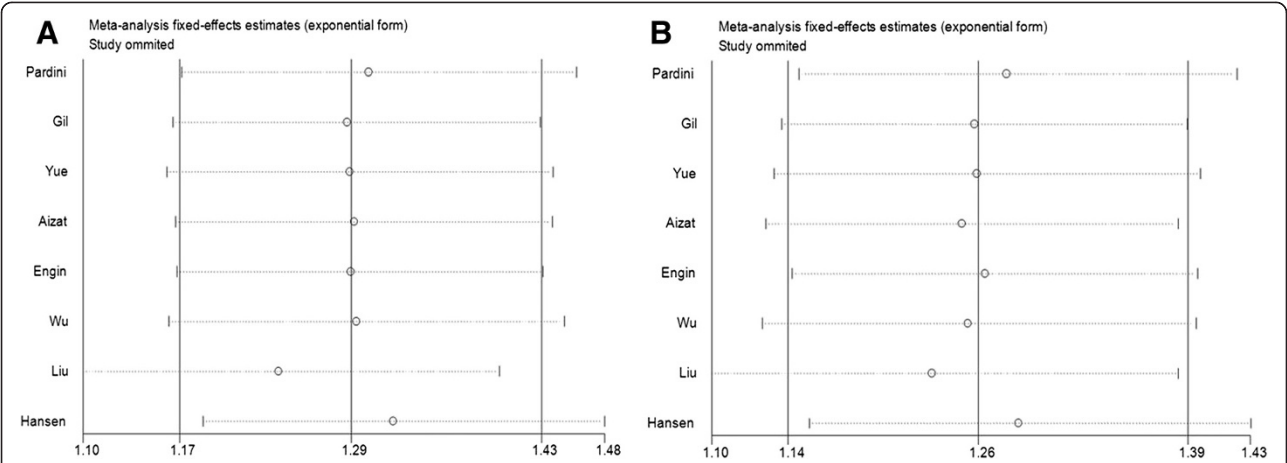 A
Meta-analysis fixed-effects estimates (exponential form)
Study ommited
Pardini
Gil
Yue
Aizat
Engin
Wu
Liu
Hansen
1.10 1.17 1.29 1.43 1.48
B
Meta-analysis fixed-effects estimates (exponential form)
Study ommited
Pardini
Gil
Yue
Aizat
Engin
Wu
Liu
Hansen
1.10 1.14 1.26 1.39 1.43